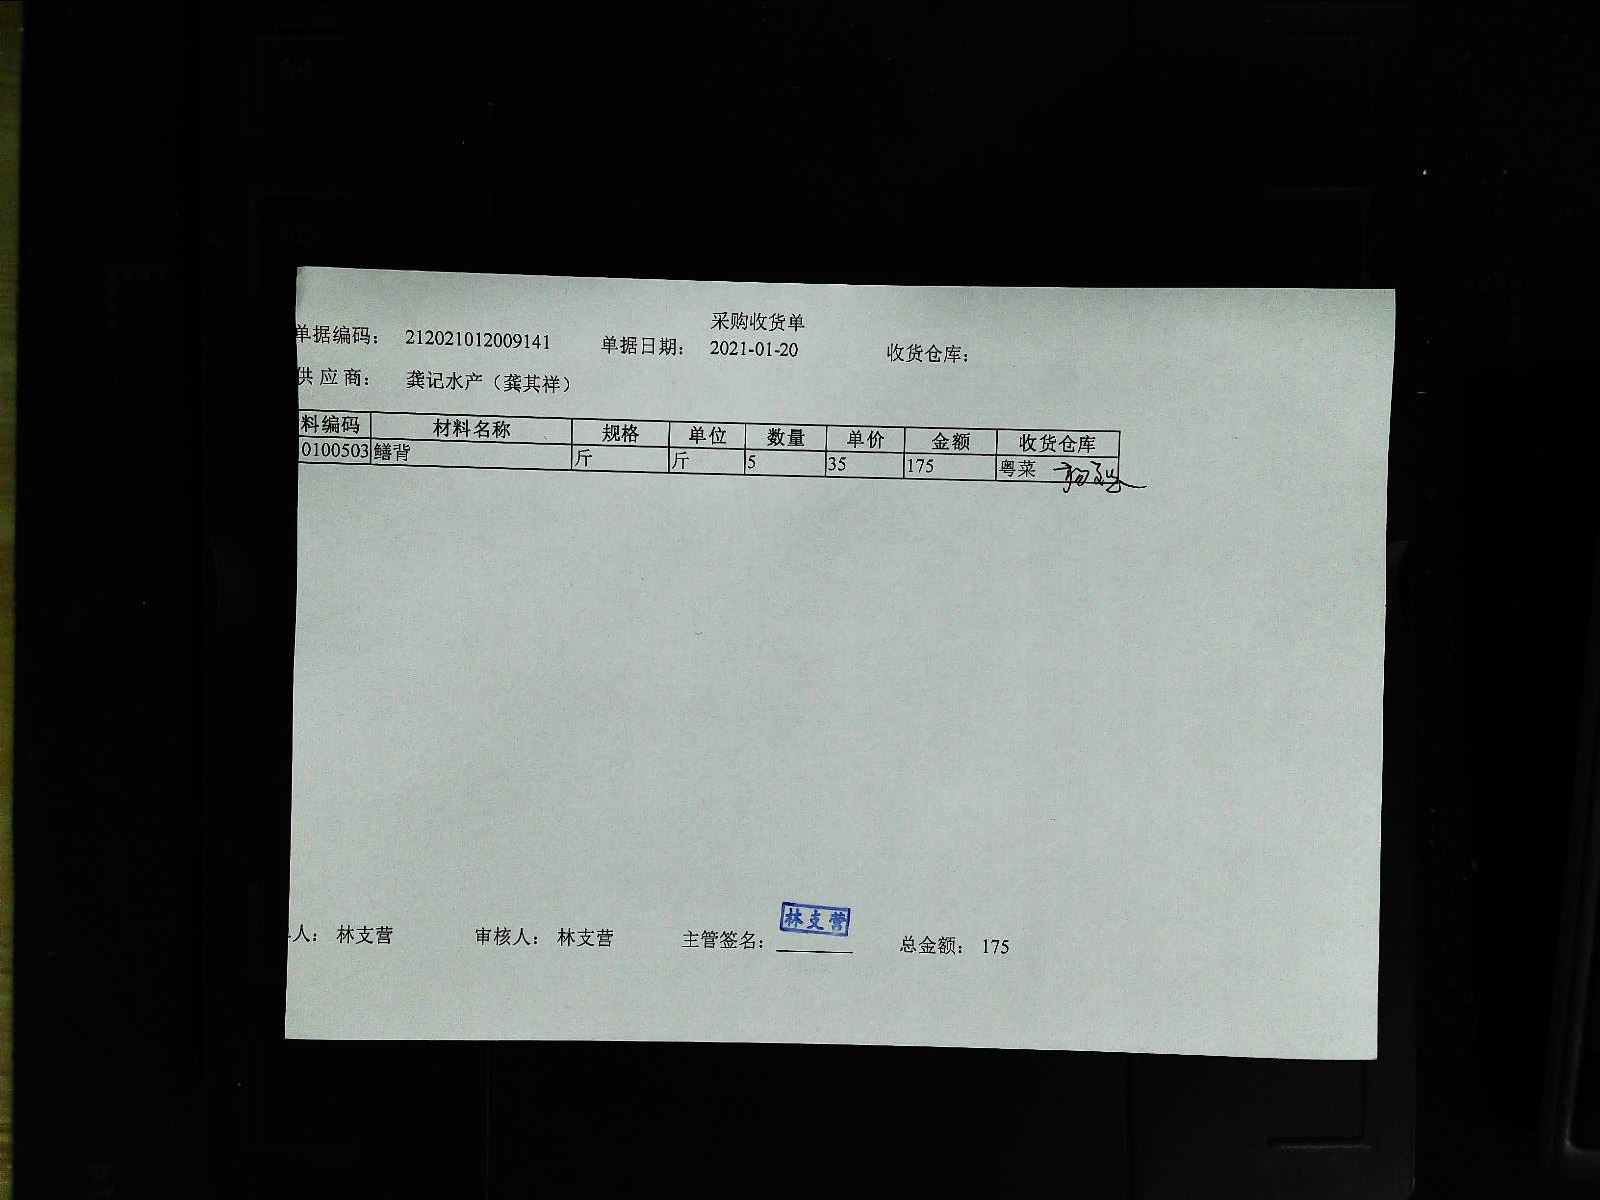 采购收货单
单据编码： 212021012009141 单据日期： 2021-01-20 收货仓库：
供应商： 龚记水产（龚其祥）
料编码 材料名称 规格 单位 数量 单价 金额 收货仓库
0100503 鳝背 斤 斤 5 35 175 粤菜
林支营
人： 林支营 审核人： 林支营 主管签名： 总金额： 175